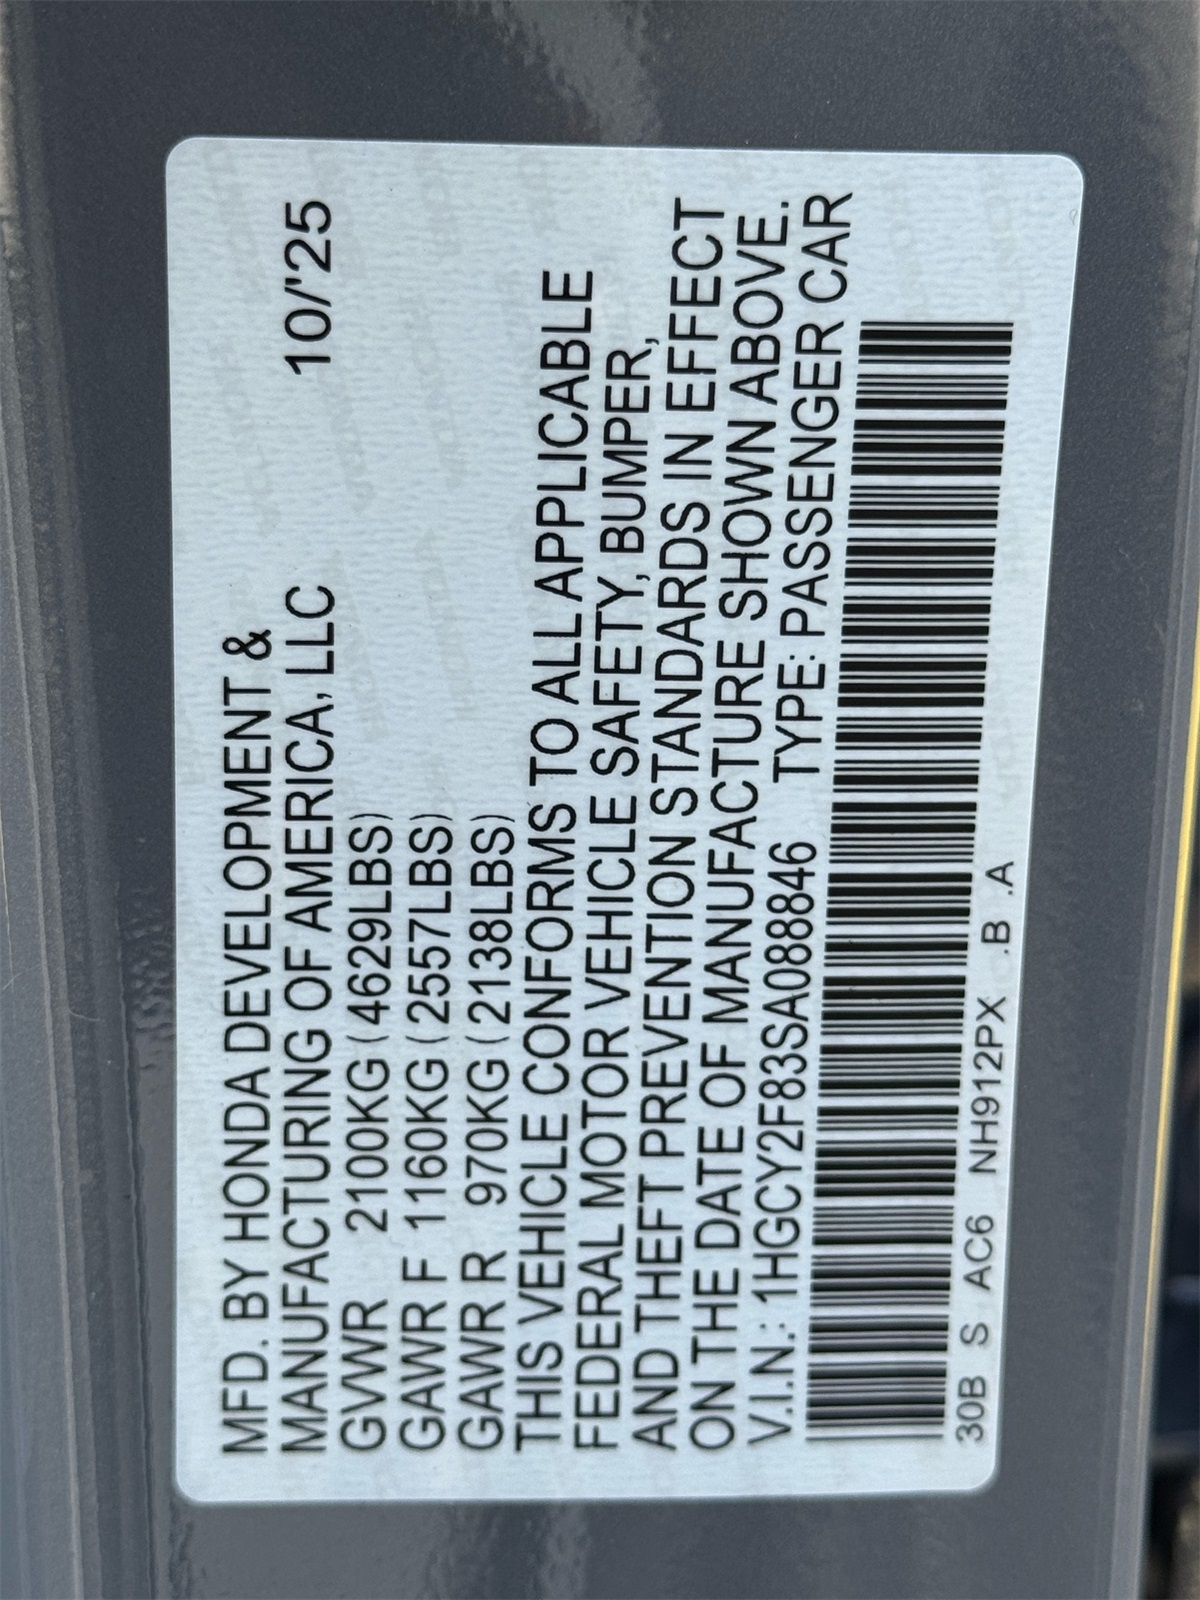 MFD. BY HONDA DEVELOPMENT &
MANUFACTURING OF AMERICA, LLC 10/'25
GVWR 2100KG (4629LBS)
GAWR F 1160KG (2557LBS)
GAWR R 970KG (2138LBS)
THIS VEHICLE CONFORMS TO ALL APPLICABLE
FEDERAL MOTOR VEHICLE SAFETY, BUMPER,
AND THEFT PREVENTION STANDARDS IN EFFECT
ON THE DATE OF MANUFACTURE SHOWN ABOVE.
V.I.N.: 1HGCY2F83SA088846 TYPE: PASSENGER CAR
30B S AC6 NH912PX .B .A